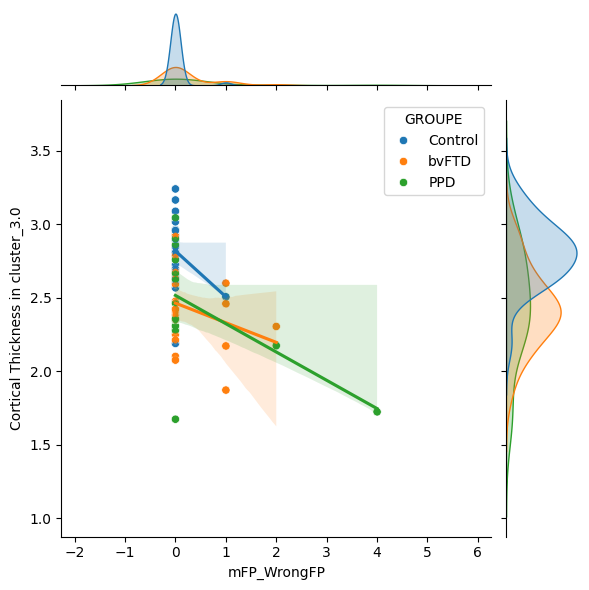 GROUPE
Control
bvFTD
PPD
3.5
3.0
2.5
2.0
1.5
1.0
Cortical Thickness in cluster_3.0
−2 −1 0 1 2 3 4 5 6
mFP_WrongFP